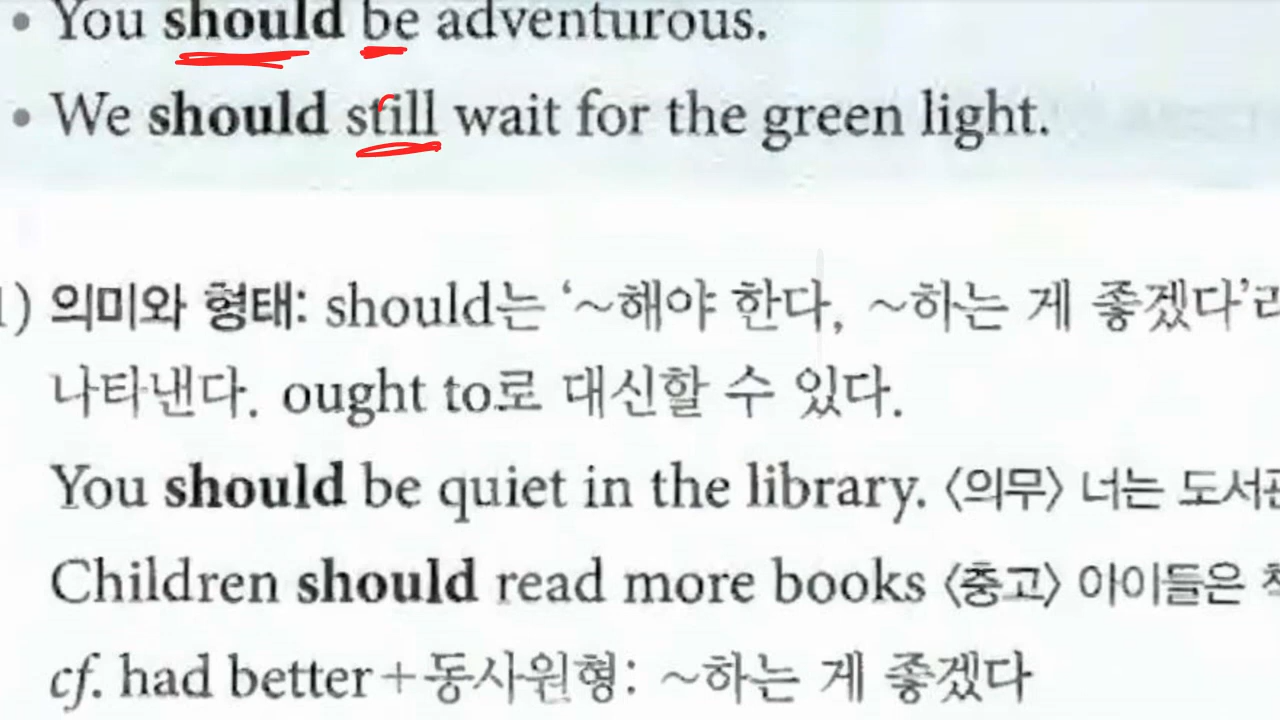 • You should be adventurous.
• We should still wait for the green light.
1) 의미와 형태: should는 ‘~해야 한다, ~하는 게 좋겠다’라
나타낸다. ought to로 대신할 수 있다.
You should be quiet in the library. 〈의무〉 너는 도서관
Children should read more books 〈충고〉 아이들은
cf. had better+동사원형: ~하는 게 좋겠다